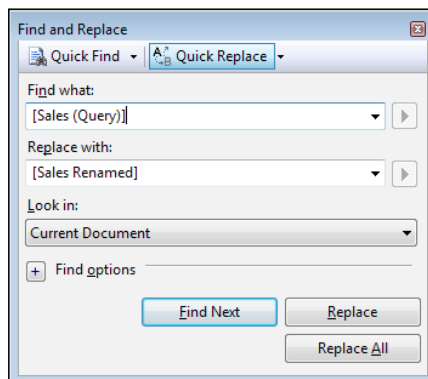 Find and Replace
Quick Find Quick Replace
Find what:
[Sales (Query)]
Replace with:
[Sales Renamed]
Look in:
Current Document
+ Find options
Find Next Replace
Replace All